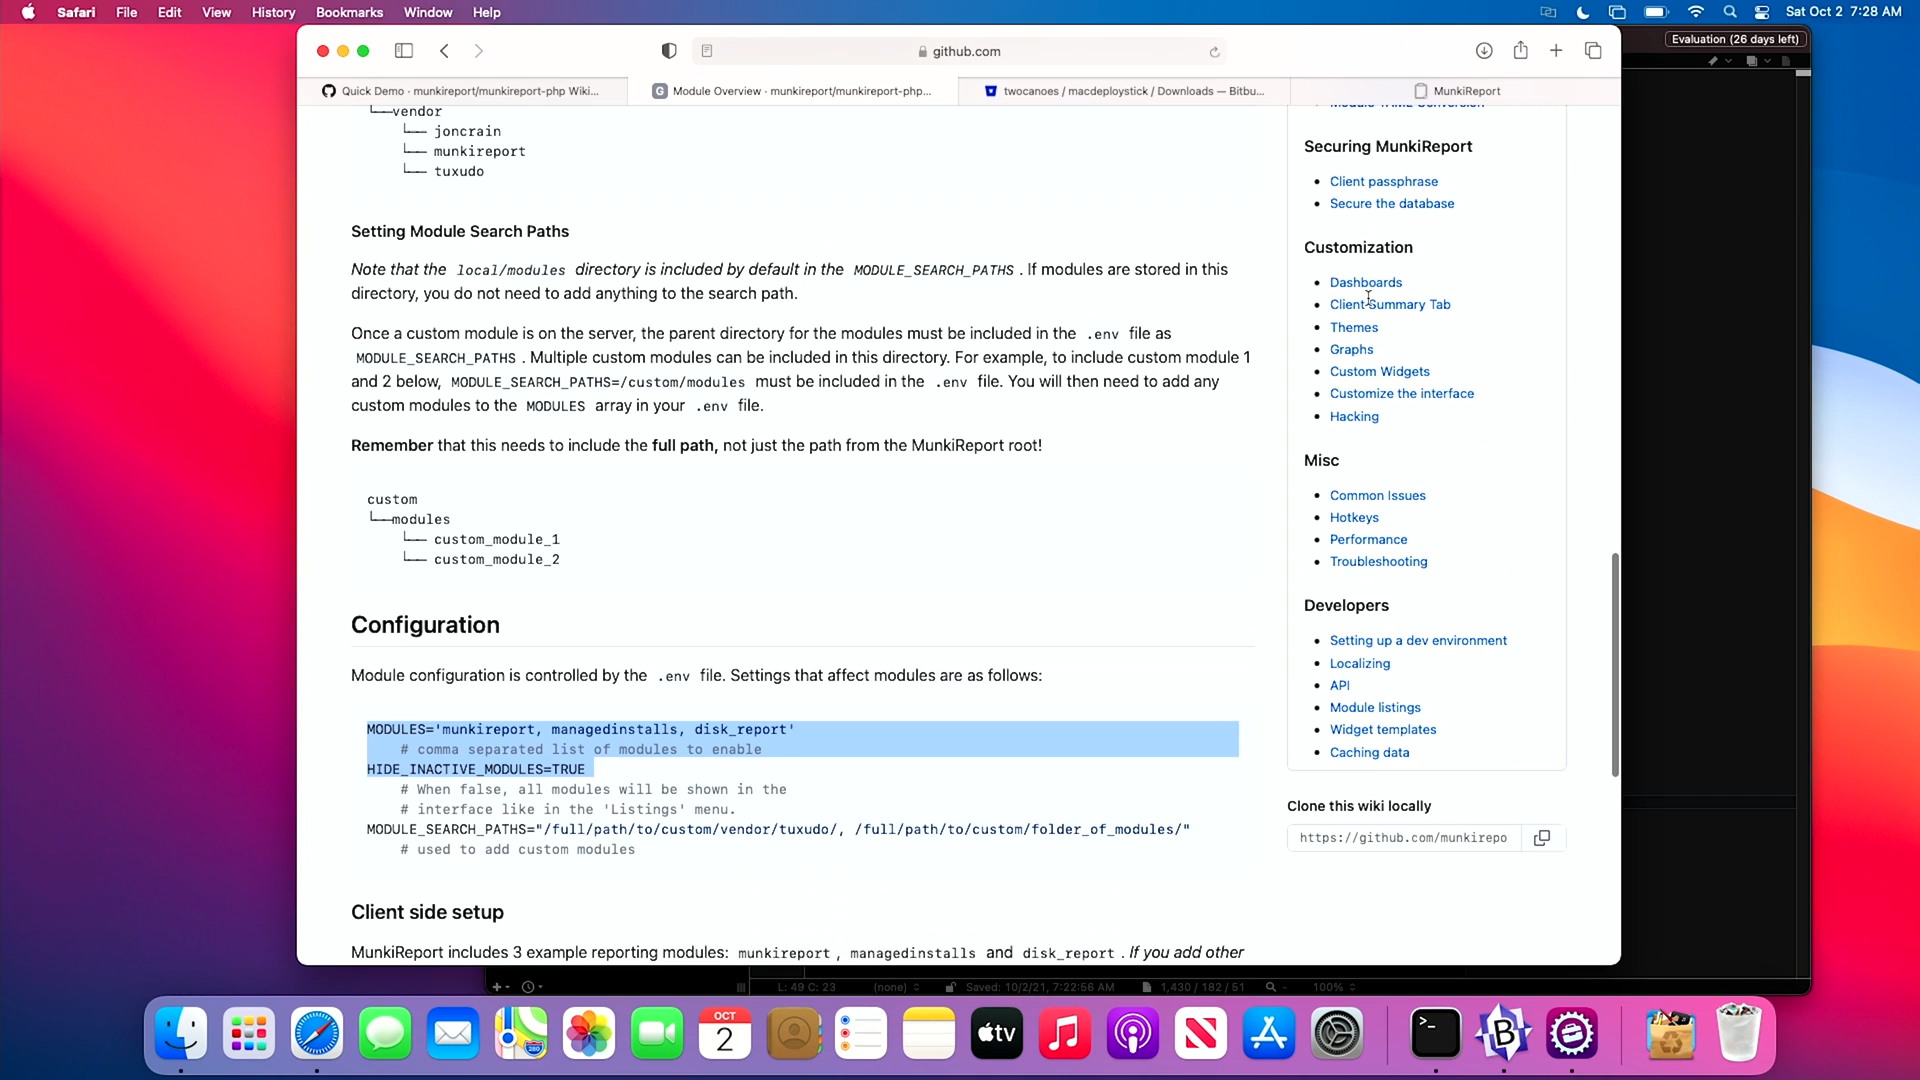 Safari File Edit View History Bookmarks Window Help Sat Oct 2 7:28 AM
Evaluation (26 days left)
github.com
Quick Demo · munkireport/munkireport-php Wiki...
Module Overview · munkireport/munkireport-php...
twocanoes / macdeploystick / Downloads — Bitbu...
MunkiReport
└──vendor
└── joncrain
└── munkireport
└── tuxudo
Setting Module Search Paths
Note that the local/modules directory is included by default in the MODULE_SEARCH_PATHS . If modules are stored in this
directory, you do not need to add anything to the search path.
Once a custom module is on the server, the parent directory for the modules must be included in the .env file as
MODULE_SEARCH_PATHS . Multiple custom modules can be included in this directory. For example, to include custom module 1
and 2 below, MODULE_SEARCH_PATHS=/custom/modules must be included in the .env file. You will then need to add any
custom modules to the MODULES array in your .env file.
Remember that this needs to include the full path, not just the path from the MunkiReport root!
custom
└──modules
└── custom_module_1
└── custom_module_2
Configuration
Module configuration is controlled by the .env file. Settings that affect modules are as follows:
MODULES='munkireport, managedinstalls, disk_report'
# comma separated list of modules to enable
HIDE_INACTIVE_MODULES=TRUE
# When false, all modules will be shown in the
# interface like in the 'Listings' menu.
MODULE_SEARCH_PATHS="/full/path/to/custom/vendor/tuxudo/, /full/path/to/custom/folder_of_modules/"
# used to add custom modules
Client side setup
MunkiReport includes 3 example reporting modules: munkireport , managedinstalls and disk_report . If you add other
Module YAML Conversion
Securing MunkiReport
Client passphrase
Secure the database
Customization
Dashboards
Client Summary Tab
Themes
Graphs
Custom Widgets
Customize the interface
Hacking
Misc
Common Issues
Hotkeys
Performance
Troubleshooting
Developers
Setting up a dev environment
Localizing
API
Module listings
Widget templates
Caching data
Clone this wiki locally
https://github.com/munkirepo
L: 49 C: 23 (none) Saved: 10/2/21, 7:22:56 AM 1,430 / 182 / 51 100%
OCT
2
tv